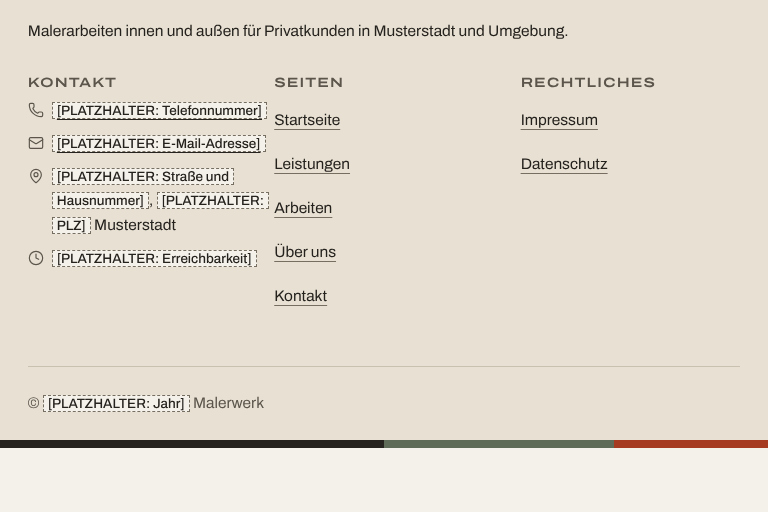 Malerarbeiten innen und außen für Privatkunden in Musterstadt und Umgebung.
KONTAKT
[PLATZHALTER: Telefonnummer]
[PLATZHALTER: E-Mail-Adresse]
[PLATZHALTER: Straße und
Hausnummer], [PLATZHALTER:
PLZ] Musterstadt
[PLATZHALTER: Erreichbarkeit]
SEITEN
Startseite
Leistungen
Arbeiten
Über uns
Kontakt
RECHTLICHES
Impressum
Datenschutz
© [PLATZHALTER: Jahr] Malerwerk